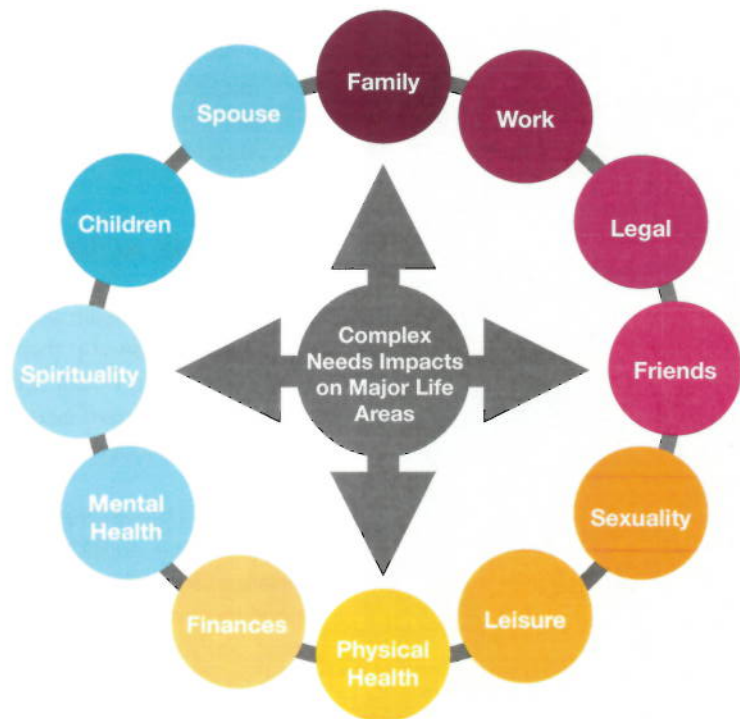 Family
Work
Legal
Friends
Sexuality
Leisure
Physical
Health
Finances
Mental
Health
Spirituality
Children
Spouse
Complex
Needs Impacts
on Major Life
Areas